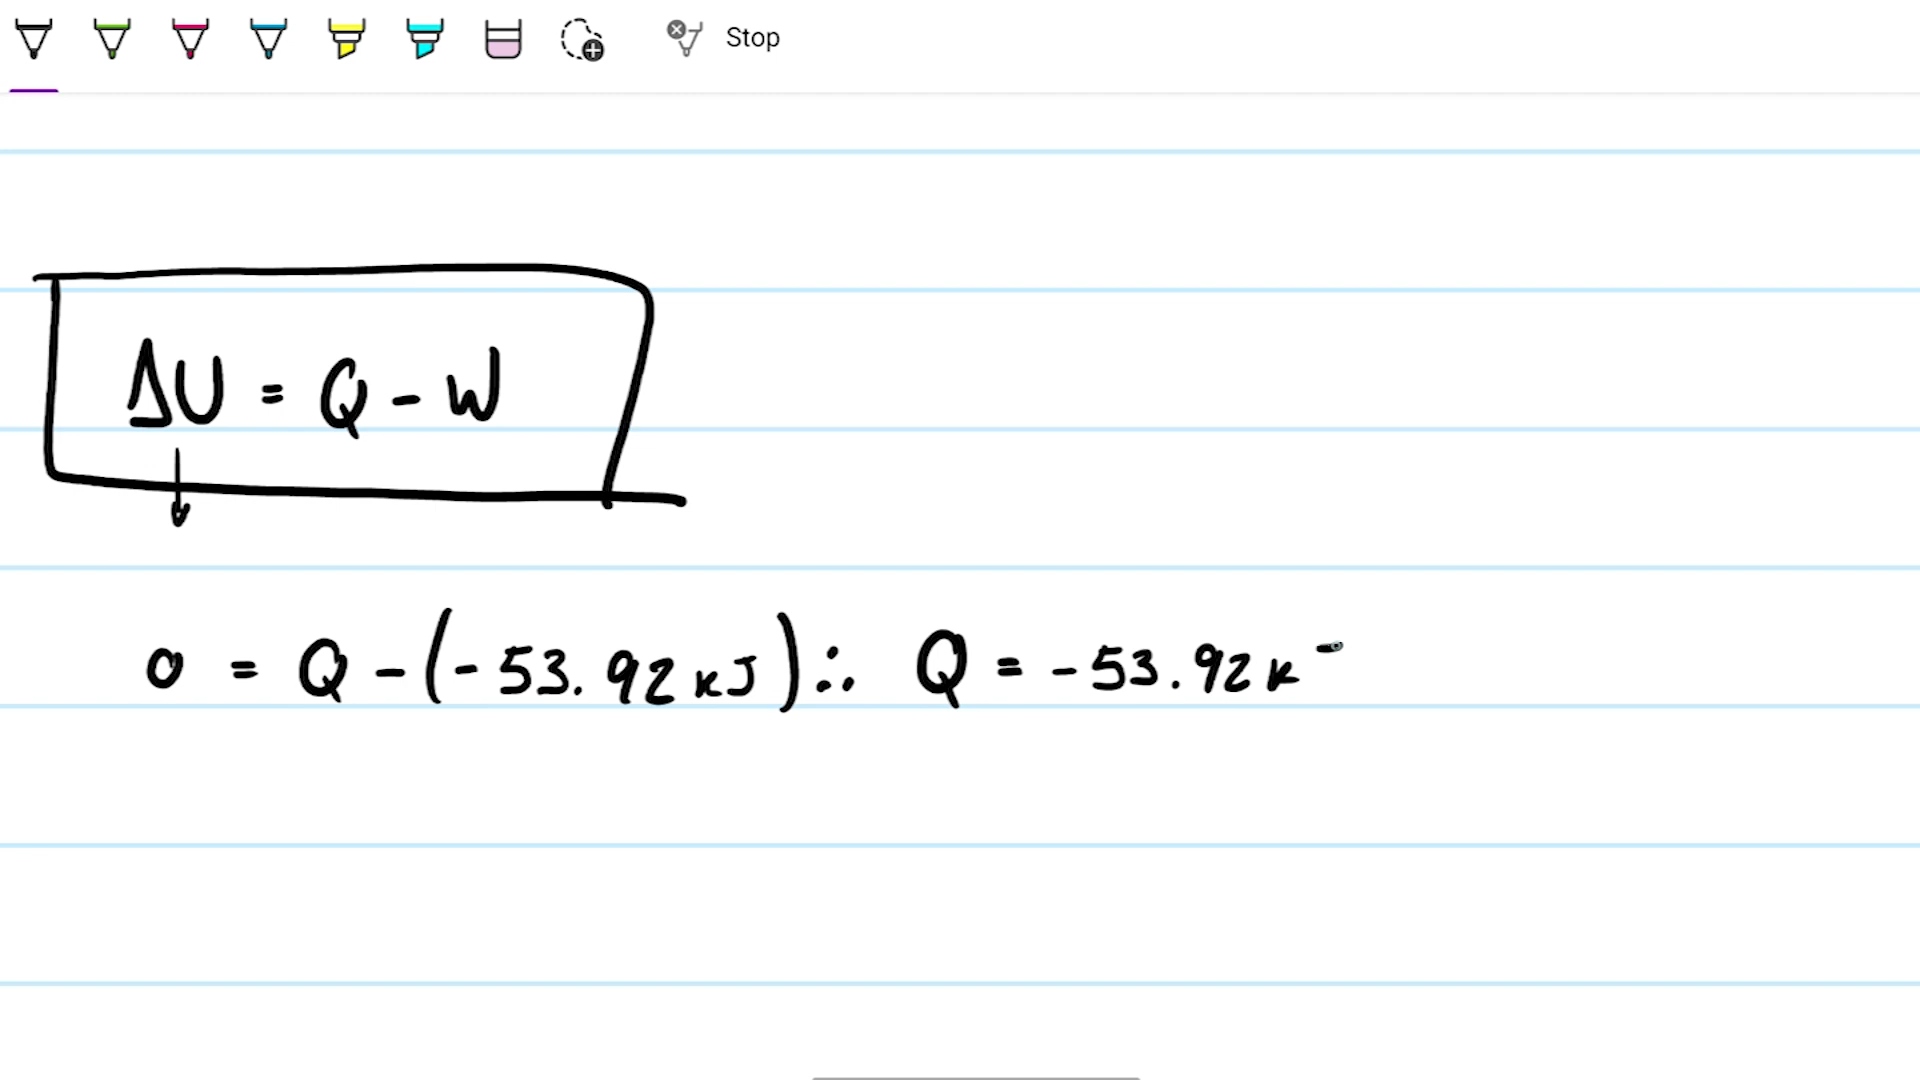 Stop
ΔU = Q - W
0 = Q - (-53.92 kJ) ∴ Q = -53.92 k